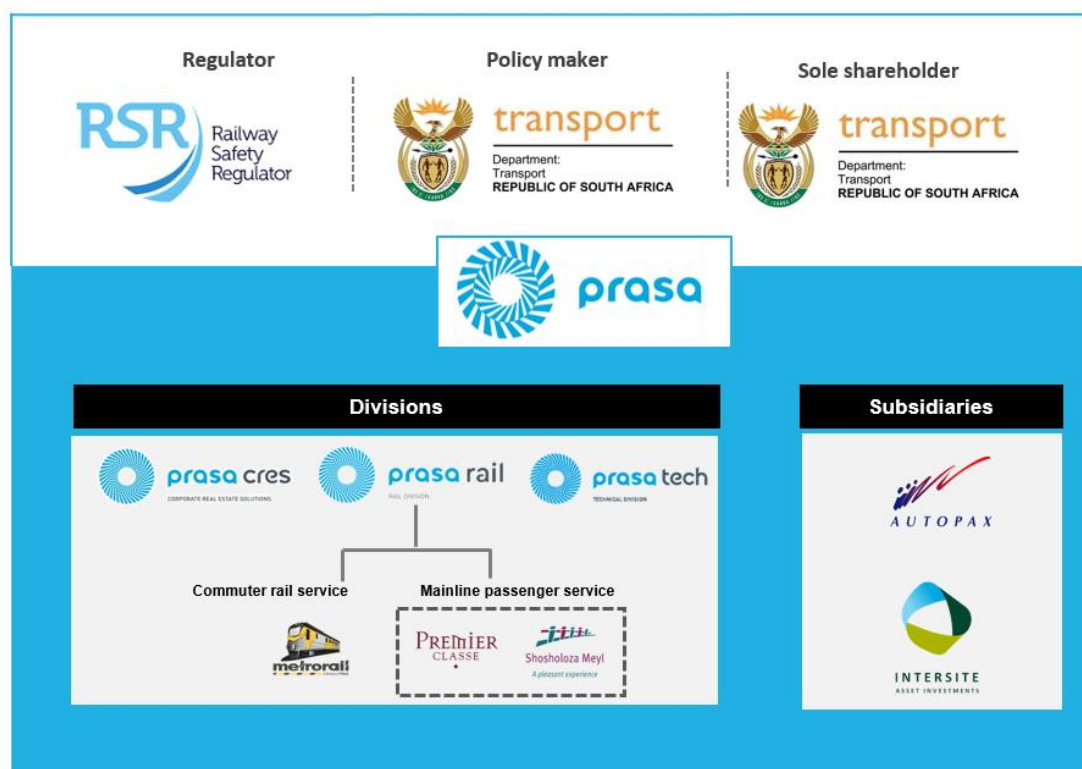 Regulator
Policy maker
Sole shareholder
RSR
Railway
Safety
Regulator
transport
Department:
Transport
REPUBLIC OF SOUTH AFRICA
transport
Department:
Transport
REPUBLIC OF SOUTH AFRICA
prasa
Divisions
Subsidiaries
prasa cres
CORPORATE REAL ESTATE SOLUTIONS
prasa rail
RAIL DIVISION
prasa tech
TECHNICAL DIVISION
AUTOPAX
Commuter rail service
Mainline passenger service
metrorail
PREMIER
CLASSE
Shosholoza Meyl
A pleasant experience
INTERSITE
ASSET INVESTMENTS